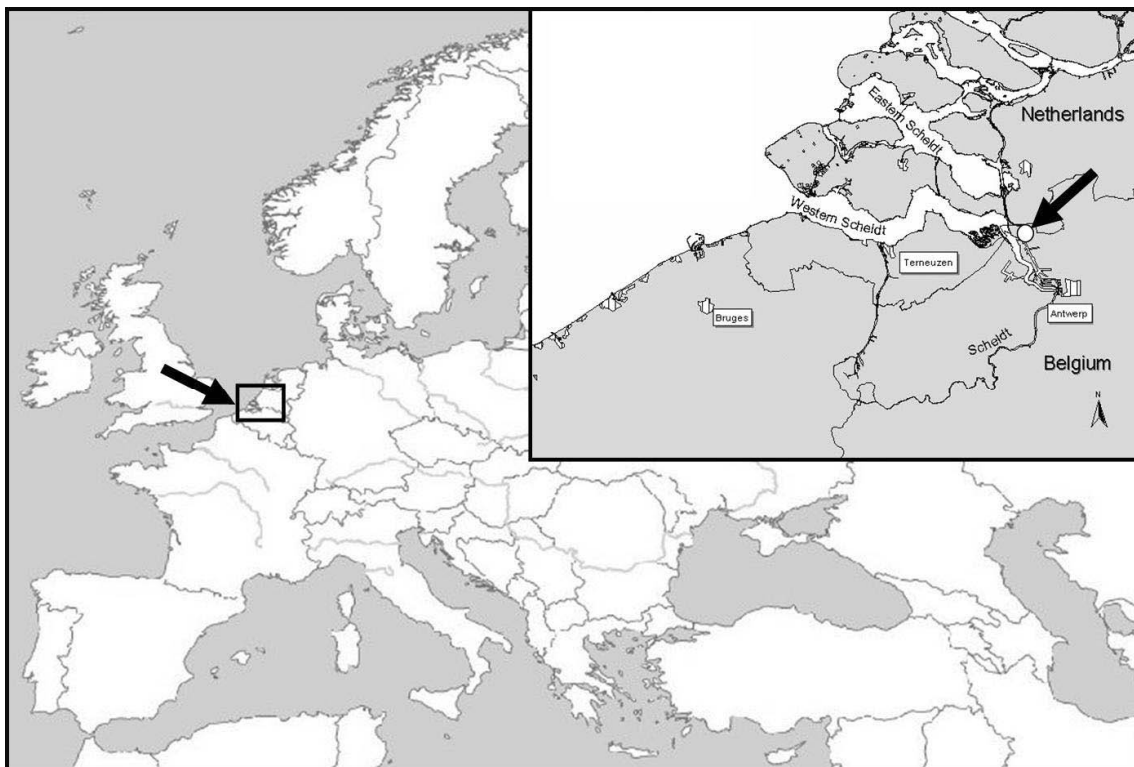 Netherlands
Eastern Scheldt
Western Scheldt
Terneuzen
Bruges
Antwerp
Scheldt
Belgium
N